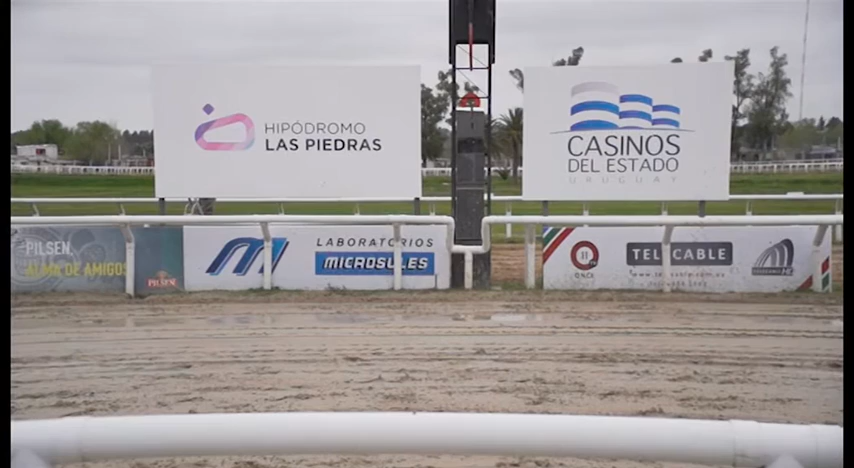 HIPÓDROMO
LAS PIEDRAS
CASINOS
DEL ESTADO
URUGUAY
PILSEN,
ALMA DE AMIGOS
PILSEN
LABORATORIOS
MICROSULES
TELECABLE